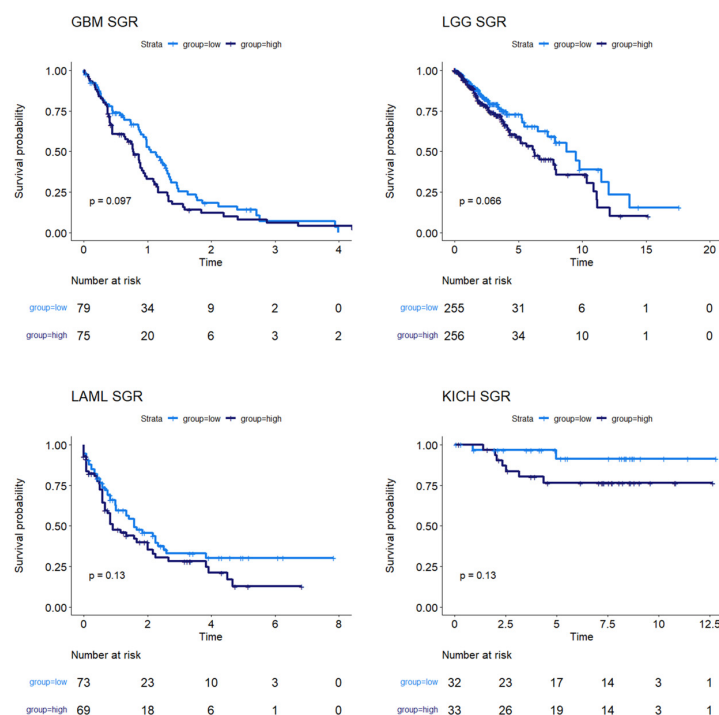 GBM SGR
Strata group=low group=high
1.00
0.75
0.50
0.25
0.00
Survival probability
p = 0.097
0 1 2 3 4
Time
Number at risk
group=low 79 34 9 2 0
group=high 75 20 6 3 2
LGG SGR
Strata group=low group=high
1.00
0.75
0.50
0.25
0.00
Survival probability
p = 0.066
0 5 10 15 20
Time
Number at risk
group=low 255 31 6 1 0
group=high 256 34 10 1 0
LAML SGR
Strata group=low group=high
1.00
0.75
0.50
0.25
0.00
Survival probability
p = 0.13
0 2 4 6 8
Time
Number at risk
group=low 73 23 10 3 0
group=high 69 18 6 1 0
KICH SGR
Strata group=low group=high
1.00
0.75
0.50
0.25
0.00
Survival probability
p = 0.13
0 2.5 5 7.5 10 12.5
Time
Number at risk
group=low 32 23 17 14 3 1
group=high 33 26 19 14 3 1